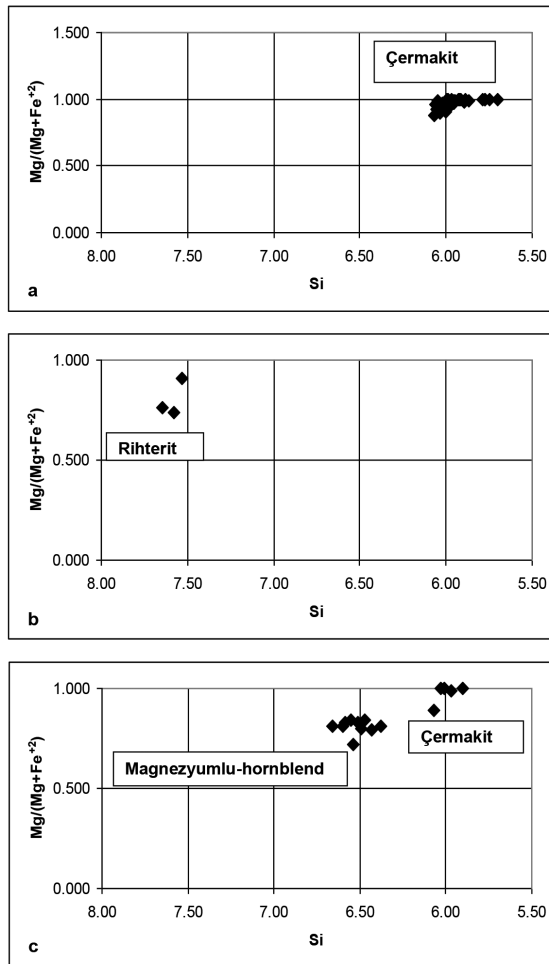 Çermakit
Mg/(Mg+Fe+2)
1.500
1.000
0.500
0.000
8.00 7.50 7.00 6.50 6.00 5.50
Si
a
Rihterit
Mg/(Mg+Fe+2)
1.000
0.500
0.000
8.00 7.50 7.00 6.50 6.00 5.50
Si
b
Magnezyumlu-hornblend
Çermakit
Mg/(Mg+Fe+2)
1.000
0.500
0.000
8.00 7.50 7.00 6.50 6.00 5.50
Si
c